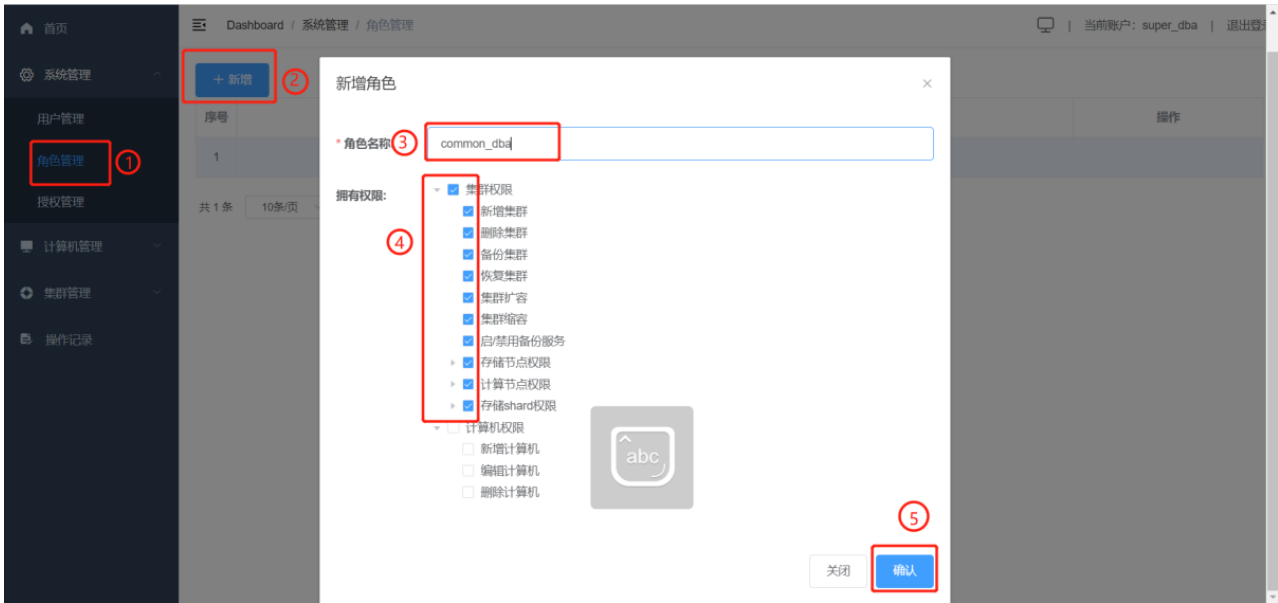 首页
Dashboard / 系统管理 / 角色管理
| 当前账户: super_dba | 退出登
系统管理
+ 新增
②
新增角色
用户管理
序号
操作
* 角色名称
③
common_dba
角色管理
①
1
拥有权限:
集群权限
授权管理
共 1 条
10条/页
新增集群
删除集群
④
计算机管理
备份集群
恢复集群
集群管理
集群扩容
集群缩容
操作记录
启/禁用备份服务
存储节点权限
计算节点权限
存储shard权限
计算机权限
新增计算机
abc
编辑计算机
删除计算机
⑤
关闭
确认